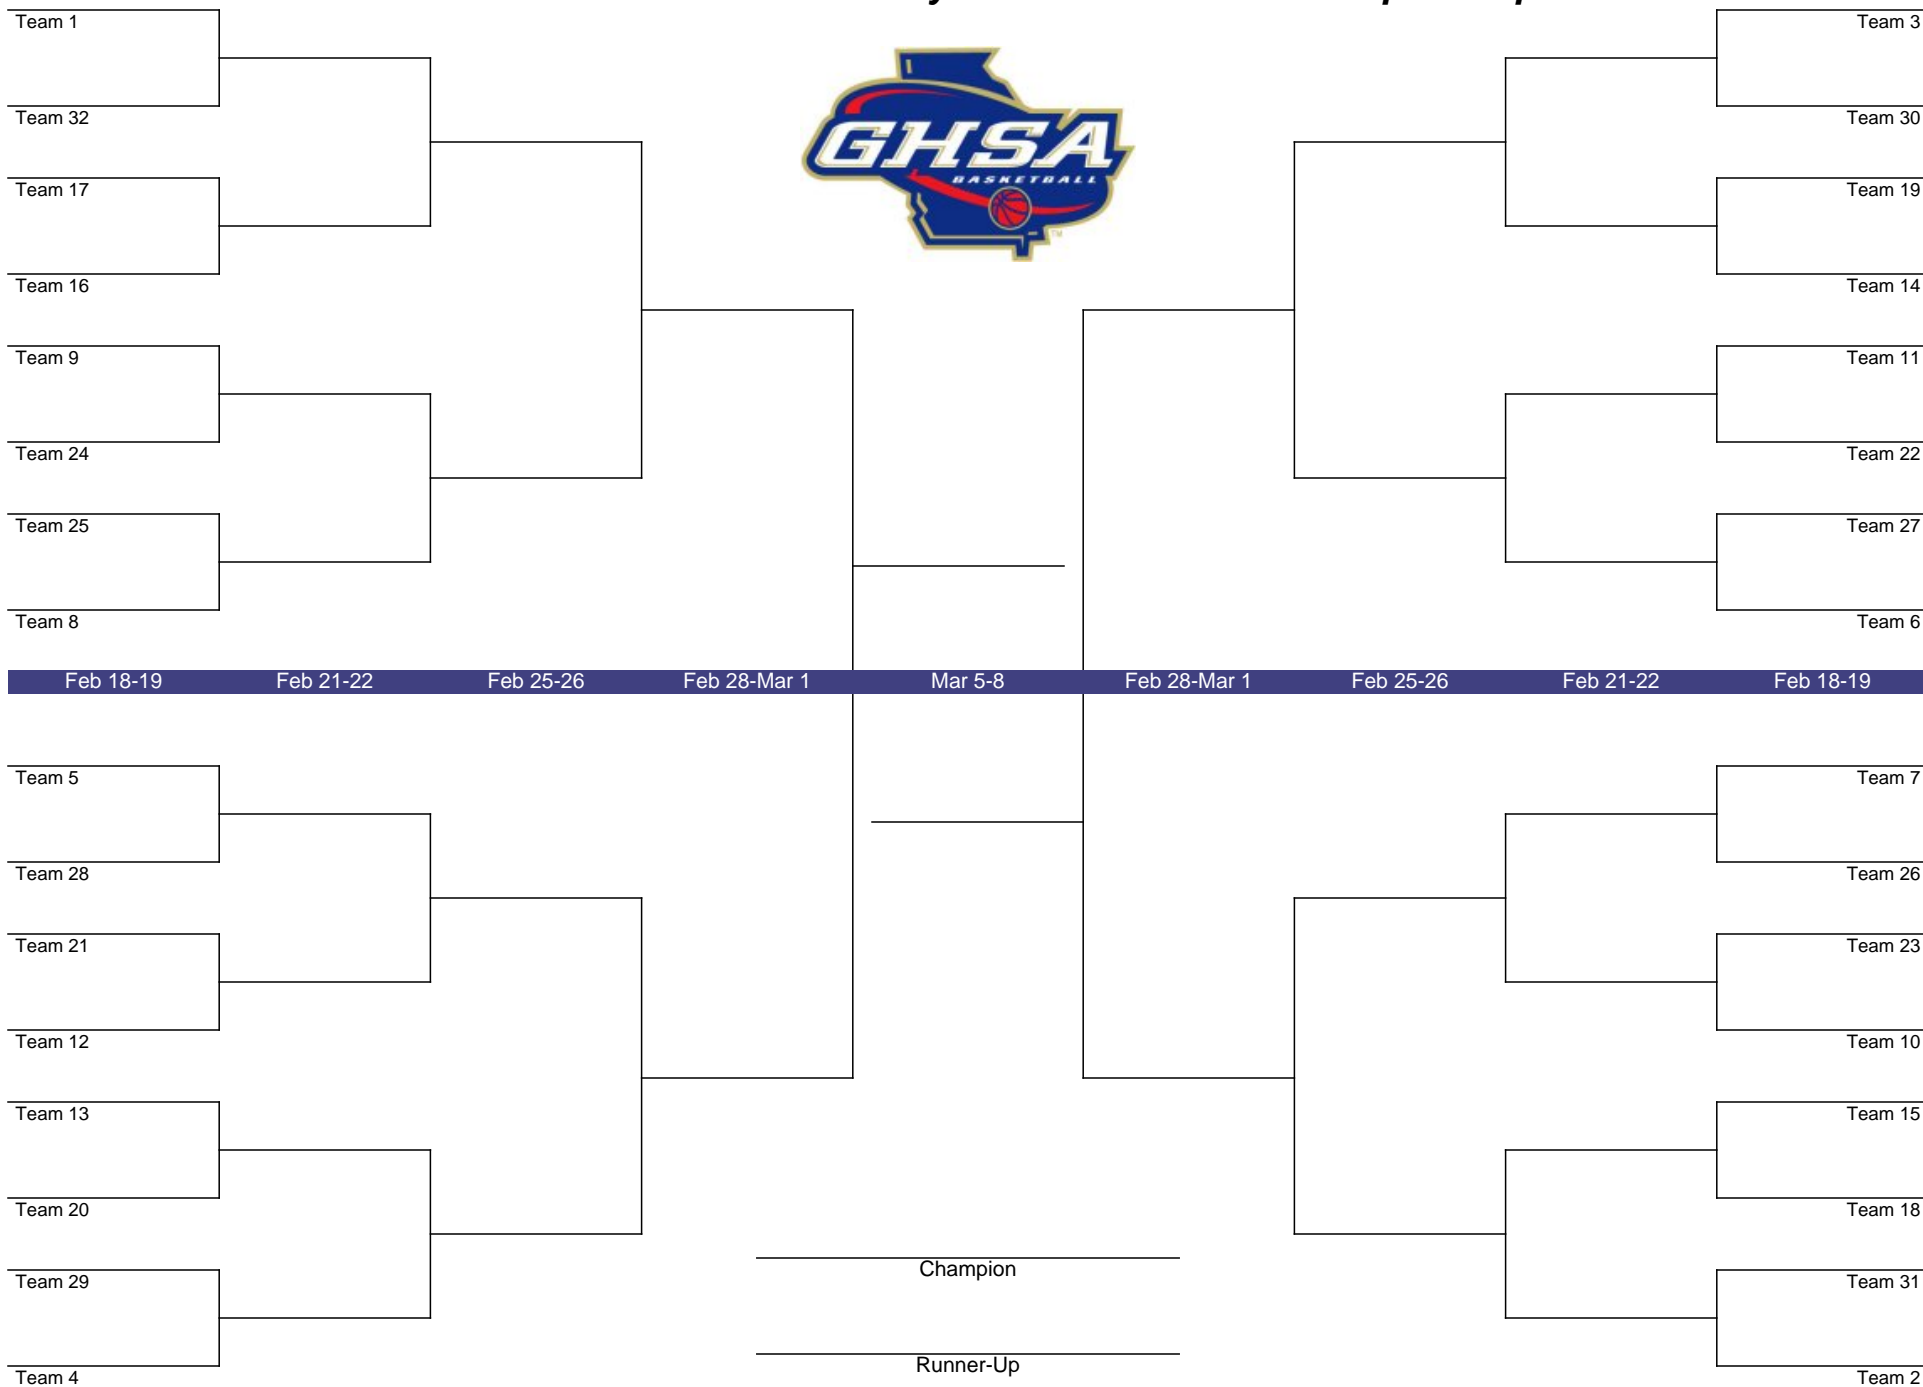 Team 1
Team 32
Team 17
Team 16
Team 9
Team 24
Team 25
Team 8
GHSA
BASKETBALL
TM
Team 3
Team 30
Team 19
Team 14
Team 11
Team 22
Team 27
Team 6
Feb 18-19 Feb 21-22 Feb 25-26 Feb 28-Mar 1 Mar 5-8 Feb 28-Mar 1 Feb 25-26 Feb 21-22 Feb 18-19
Team 5
Team 28
Team 21
Team 12
Team 13
Team 20
Team 29
Team 4
Champion
Runner-Up
Team 7
Team 26
Team 23
Team 10
Team 15
Team 18
Team 31
Team 2